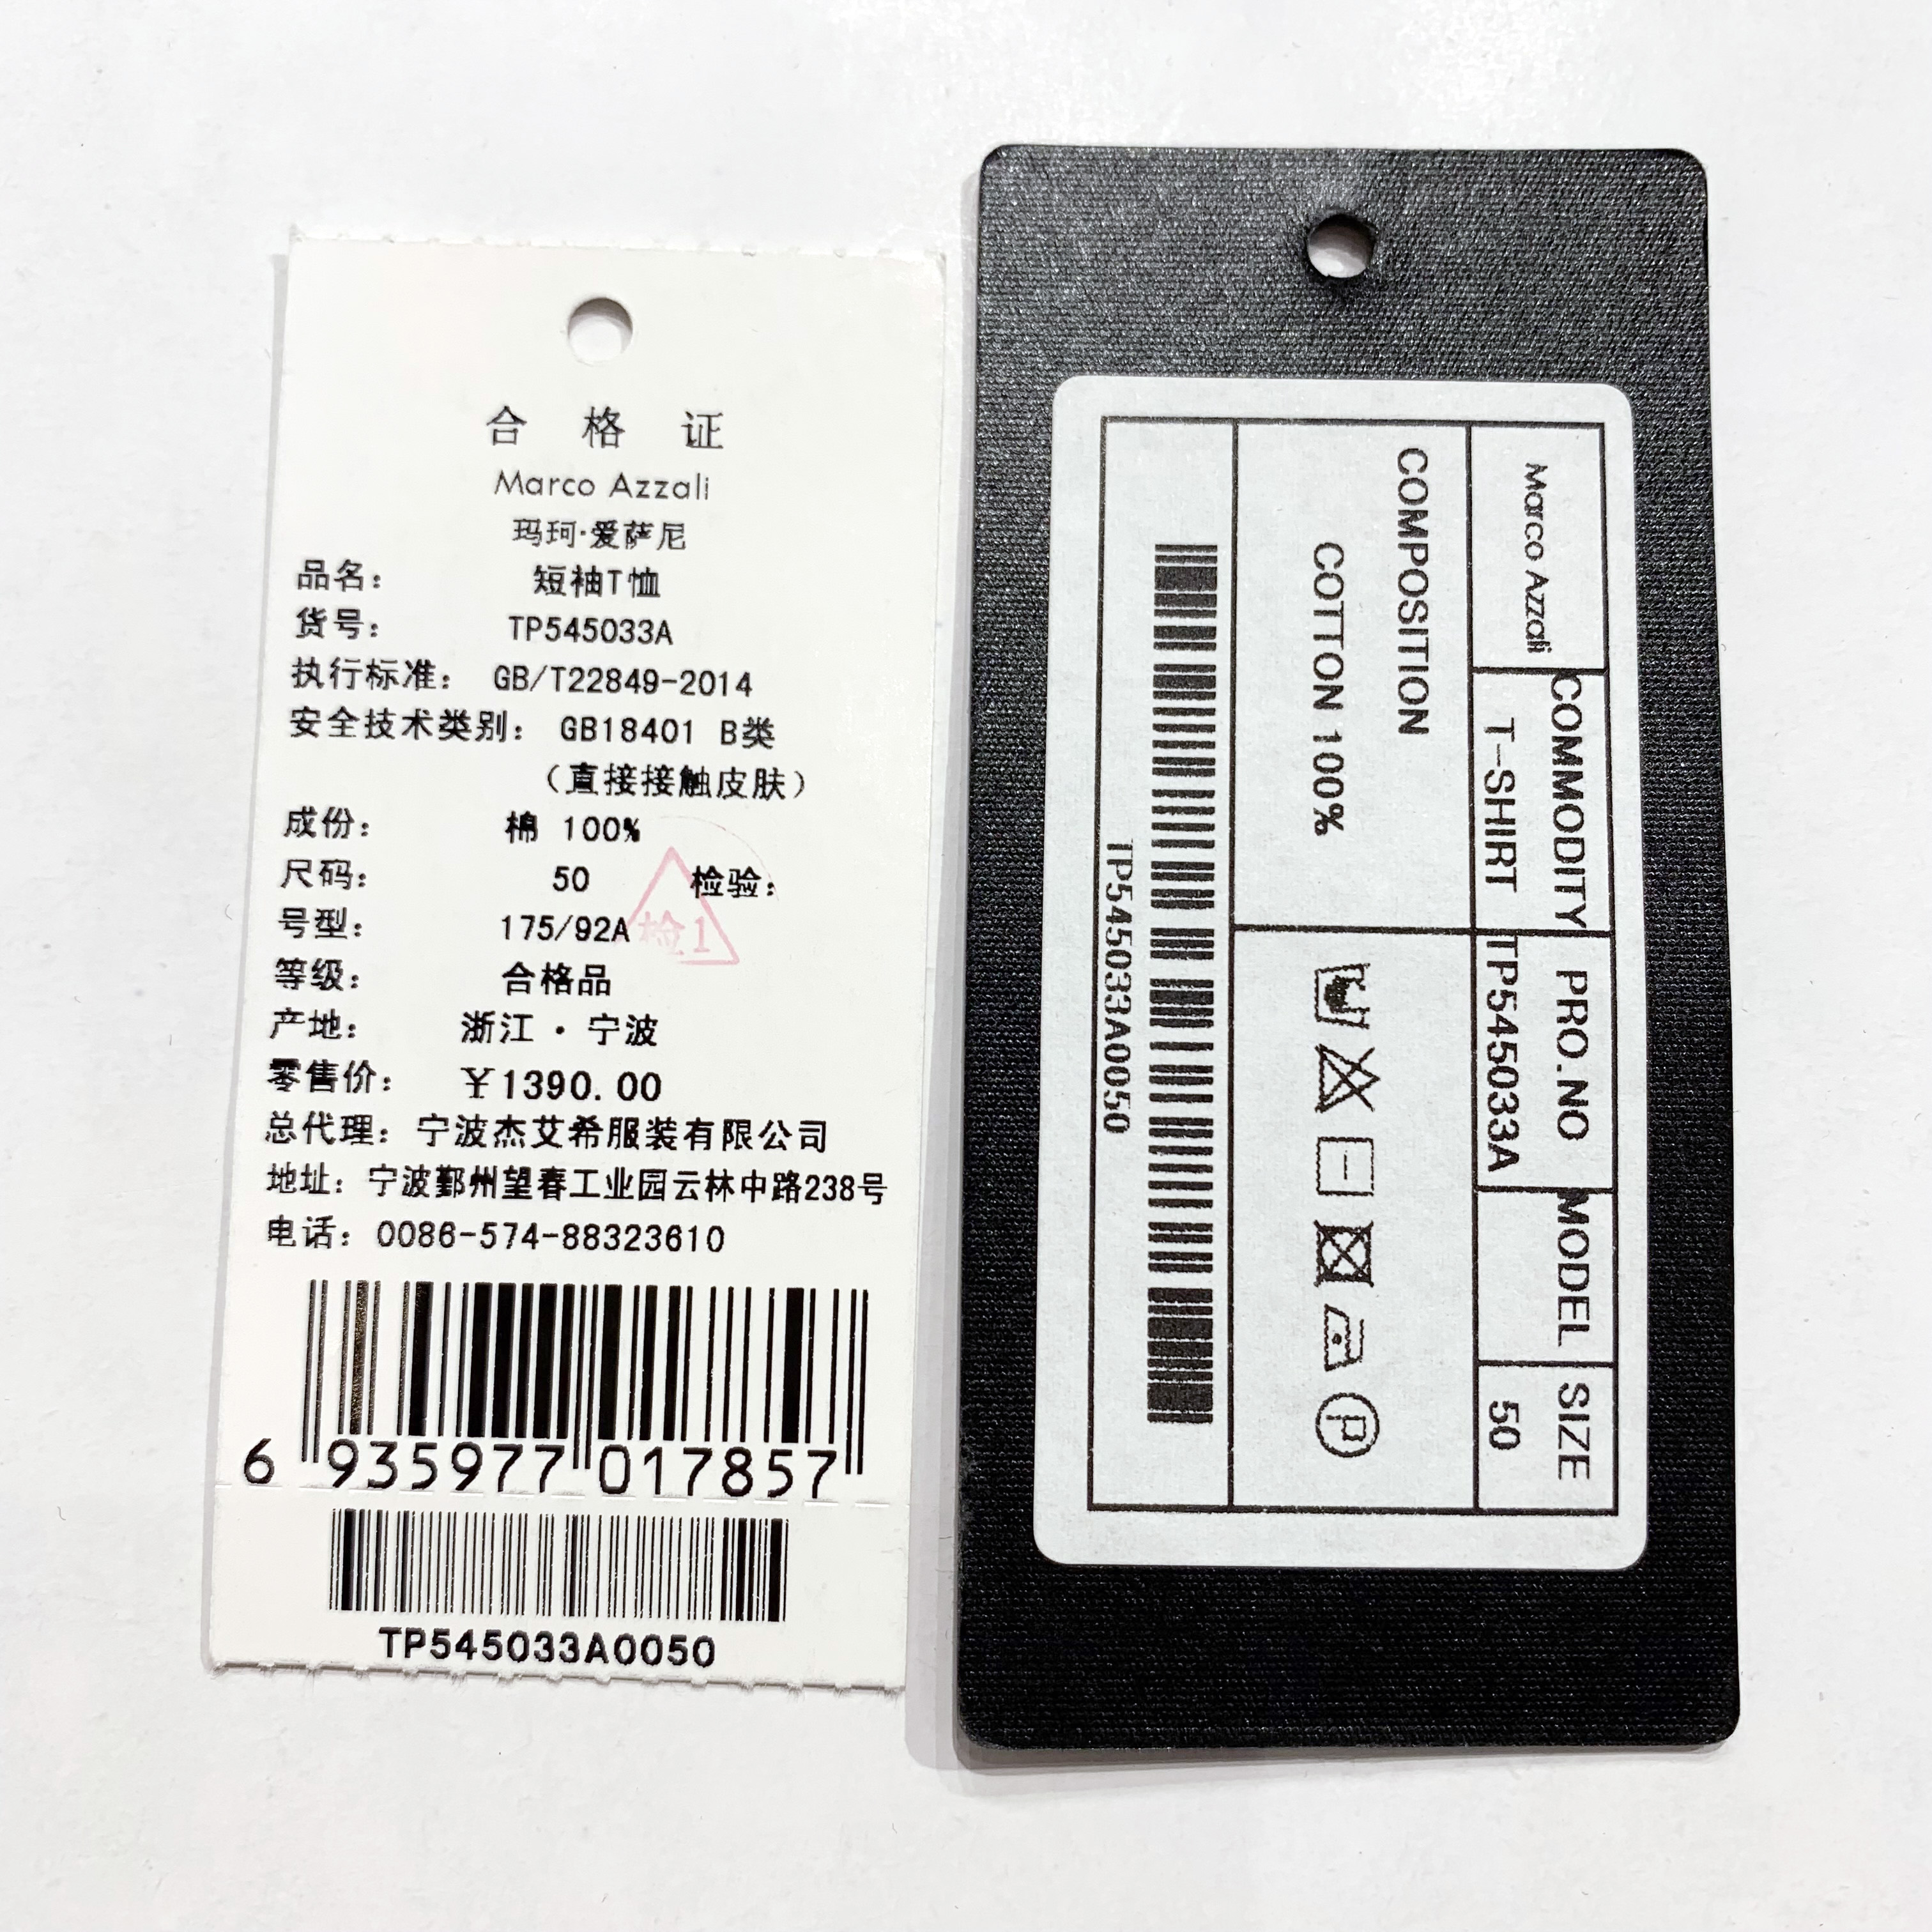 合 格 证
Marco Azzali
玛珂·爱萨尼
品名: 短袖T恤
货号: TP545033A
执行标准: GB/T22849-2014
安全技术类别: GB18401 B类
(直接接触皮肤)
成份: 棉 100%
尺码: 50 检验:
号型: 175/92A
检1
等级: 合格品
产地: 浙江·宁波
零售价: ¥1390.00
总代理: 宁波杰艾希服装有限公司
地址: 宁波鄞州望春工业园云林中路238号
电话: 0086-574-88323610
6 935977 017857
TP545033A0050
Marco Azzali
COMMODITY PRO.NO MODEL SIZE
T-SHIRT TP545033A 50
COMPOSITION
COTTON 100%
P
TP545033A0050